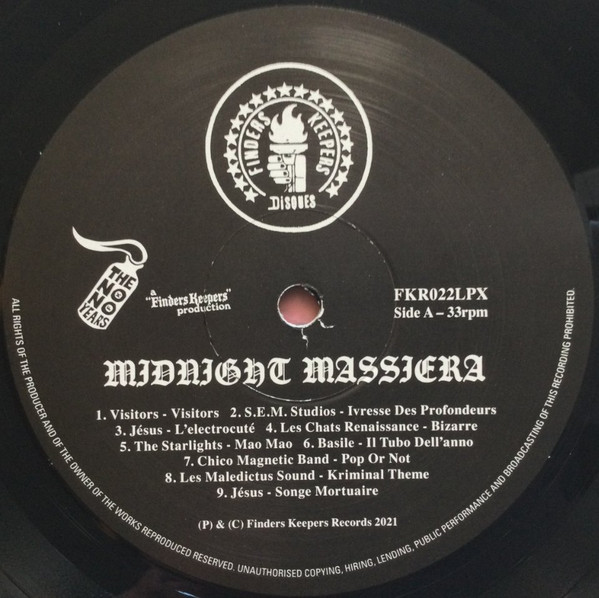 FINDERS KEEPERS
DiSQUES
THE
NO
NO
YEARS
a
"Finders Keepers"
production
FKR022LPX
Side A – 33rpm
MIDNIGHT MASSIERA
1. Visitors - Visitors 2. S.E.M. Studios - Ivresse Des Profondeurs
3. Jésus - L'electrocuté 4. Les Chats Renaissance - Bizarre
5. The Starlights - Mao Mao 6. Basile - Il Tubo Dell'anno
7. Chico Magnetic Band - Pop Or Not
8. Les Maledictus Sound - Kriminal Theme
9. Jésus - Songe Mortuaire
(P) & (C) Finders Keepers Records 2021
ALL RIGHTS OF THE PRODUCER AND OF THE OWNER OF THE WORKS REPRODUCED RESERVED. UNAUTHORISED COPYING, HIRING, LENDING, PUBLIC PERFORMANCE AND BROADCASTING OF THIS RECORDING PROHIBITED.